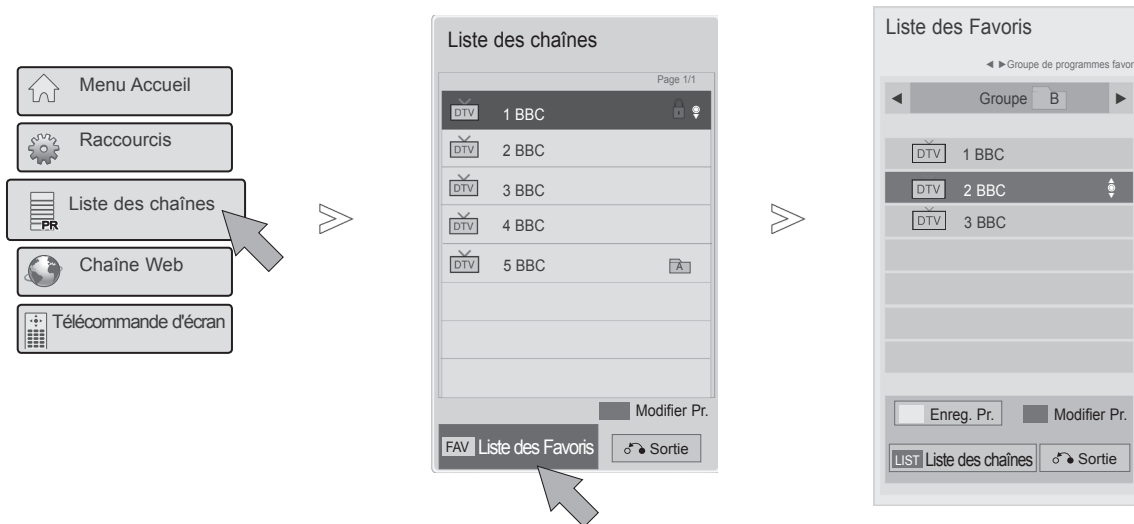 Menu Accueil
Raccourcis
PR Liste des chaînes
Chaîne Web
Télécommande d'écran
Liste des chaînes
Page 1/1
DTV 1 BBC
DTV 2 BBC
DTV 3 BBC
DTV 4 BBC
DTV 5 BBC A
Modifier Pr.
FAV Liste des Favoris Sortie
Liste des Favoris
◄ ►Groupe de programmes favor
◄ Groupe B ►
DTV 1 BBC
DTV 2 BBC
DTV 3 BBC
Enreg. Pr. Modifier Pr.
LIST Liste des chaînes Sortie